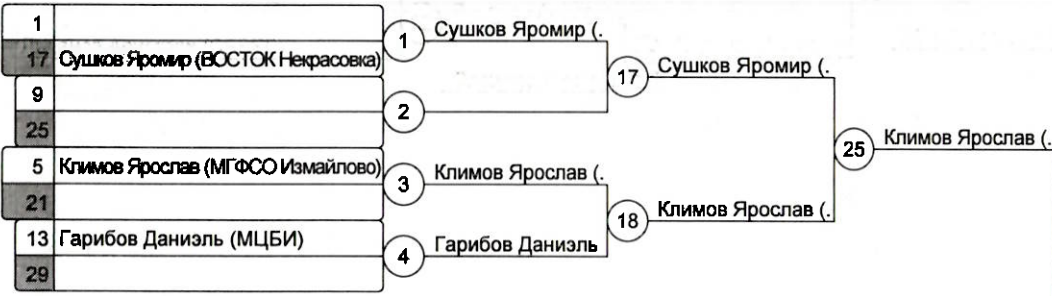 1
17 Сушков Яромир (ВОСТОК Некрасовка)
1
Сушков Яромир (.
9
25
2
17
Сушков Яромир (.
5 Климов Ярослав (МГФСО Измайлово)
21
3
Климов Ярослав (.
13 Гарибов Даниэль (МЦБИ)
29
4
Гарибов Даниэль
18
Климов Ярослав (.
25
Климов Ярослав (.